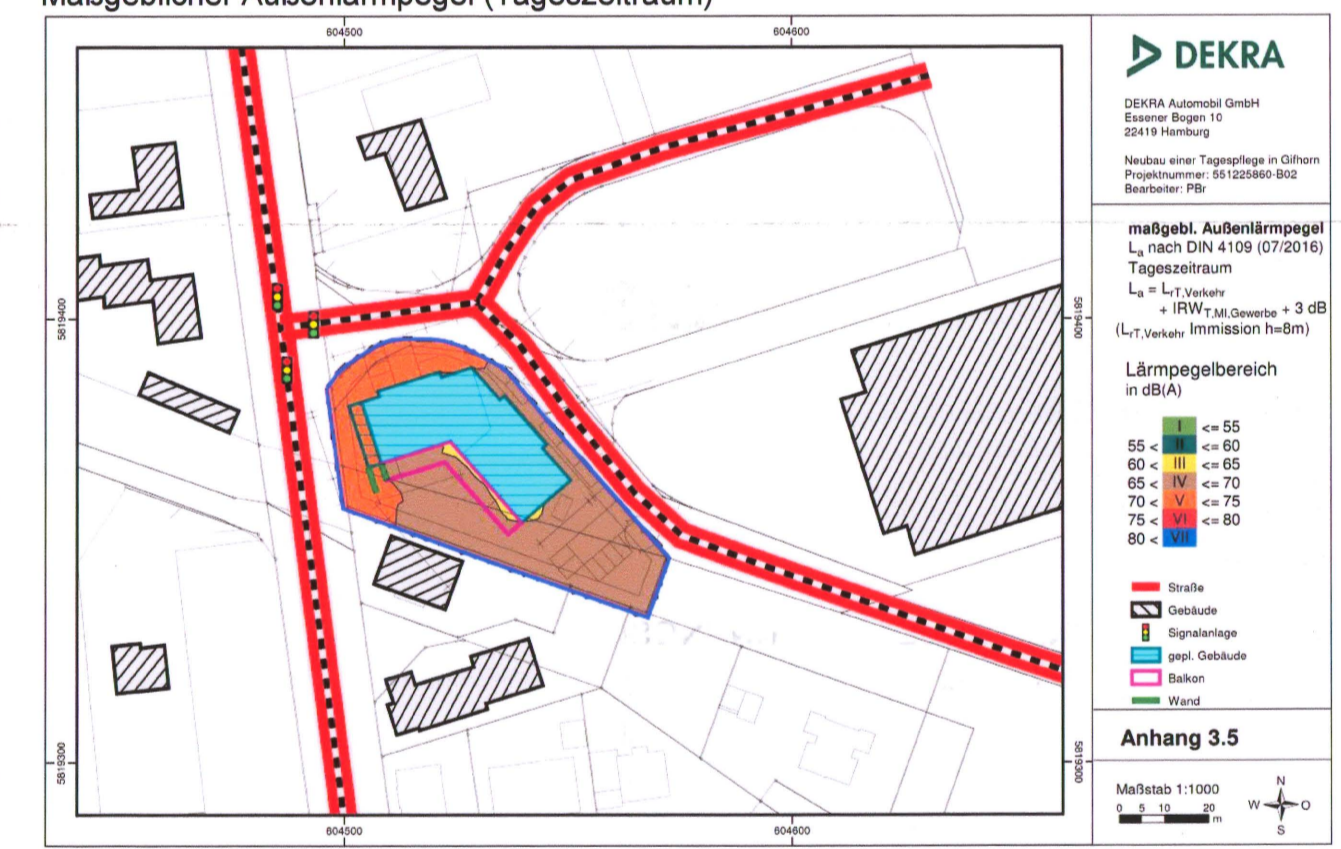 Maßgeblicher Außenlärmpegel (Tageszeitraum)
604500
604600
5819400
5819400
5819300
5819300
604500
604600
DEKRA
DEKRA Automobil GmbH
Essener Bogen 10
22419 Hamburg
Neubau einer Tagespflege in Gifhorn
Projektnummer: 551225860-B02
Bearbeiter: PBr
maßgebl. Außenlärmpegel
La nach DIN 4109 (07/2016)
Tageszeitraum
La = LrT,Verkehr
+ IRWT,MI,Gewerbe + 3 dB
(LrT,Verkehr Immission h=8m)
Lärmpegelbereich
in dB(A)
I <= 55
55 < II <= 60
60 < III <= 65
65 < IV <= 70
70 < V <= 75
75 < VI <= 80
80 < VII
Straße
Gebäude
Signalanlage
gepl. Gebäude
Balkon
Wand
Anhang 3.5
Maßstab 1:1000
0 5 10 20
m
N
W O
S